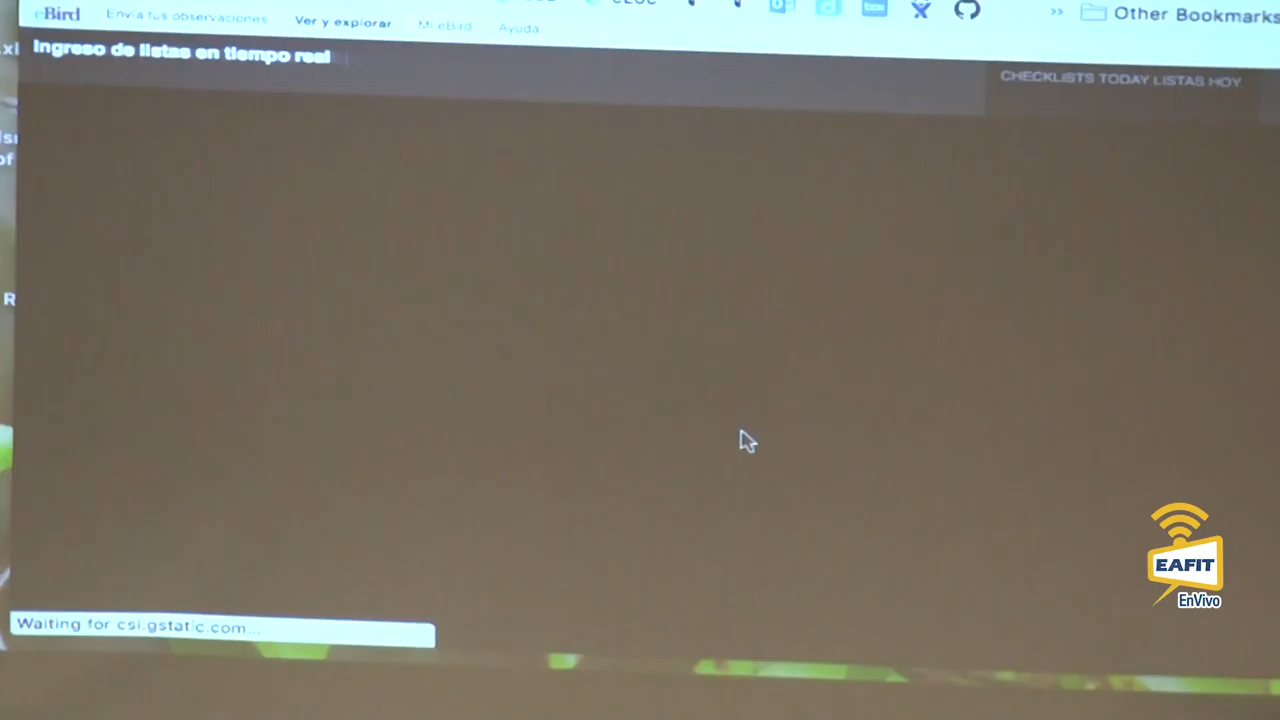 Other Bookmarks
eBird
Envía tus observaciones
Ver y explorar
Mi eBird
Ayuda
Ingreso de listas en tiempo real
CHECKLISTS TODAY LISTAS HOY
of
R
Waiting for csi.gstatic.com...
EAFIT
EnVivo